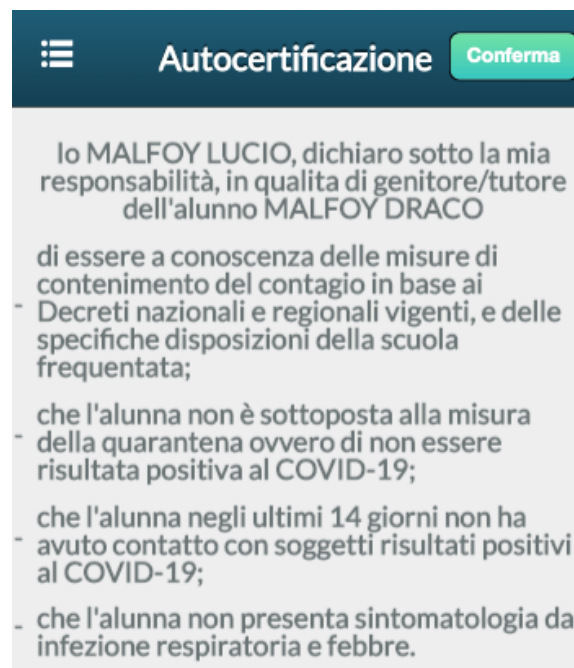 Autocertificazione
Conferma
Io MALFOY LUCIO, dichiaro sotto la mia
responsabilità, in qualita di genitore/tutore
dell'alunno MALFOY DRACO
di essere a conoscenza delle misure di
contenimento del contagio in base ai
- Decreti nazionali e regionali vigenti, e delle
specifiche disposizioni della scuola
frequentata;
che l'alunna non è sottoposta alla misura
- della quarantena ovvero di non essere
risultata positiva al COVID-19;
che l'alunna negli ultimi 14 giorni non ha
- avuto contatto con soggetti risultati positivi
al COVID-19;
- che l'alunna non presenta sintomatologia da
infezione respiratoria e febbre.